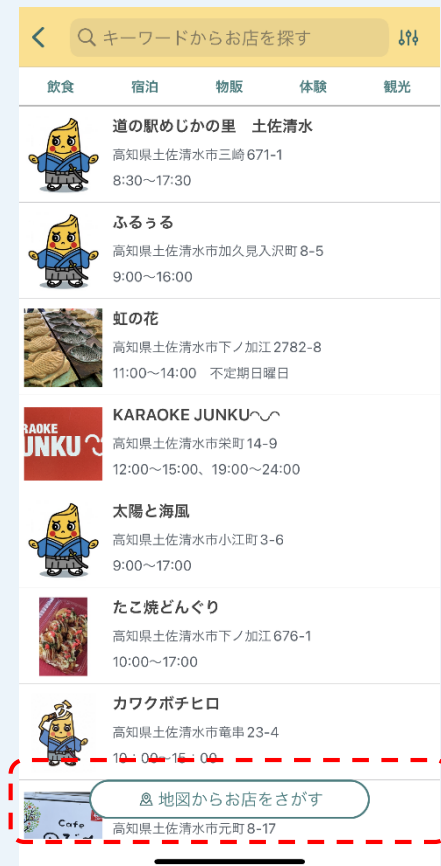 キーワードからお店を探す
飲食 宿泊 物販 体験 観光
道の駅めじかの里　土佐清水
高知県土佐清水市三崎671-1
8:30〜17:30
ふるぅる
高知県土佐清水市加久見入沢町8-5
9:00〜16:00
虹の花
高知県土佐清水市下ノ加江2782-8
11:00〜14:00　不定期日曜日
RAOKE
UNKU
KARAOKE JUNKU
高知県土佐清水市栄町14-9
12:00〜15:00、19:00〜24:00
太陽と海風
高知県土佐清水市小江町3-6
9:00〜17:00
たこ焼どんぐり
高知県土佐清水市下ノ加江676-1
10:00〜17:00
カワクボチヒロ
高知県土佐清水市竜串23-4
10：00〜15：00
地図からお店をさがす
Cafe
高知県土佐清水市元町8-17